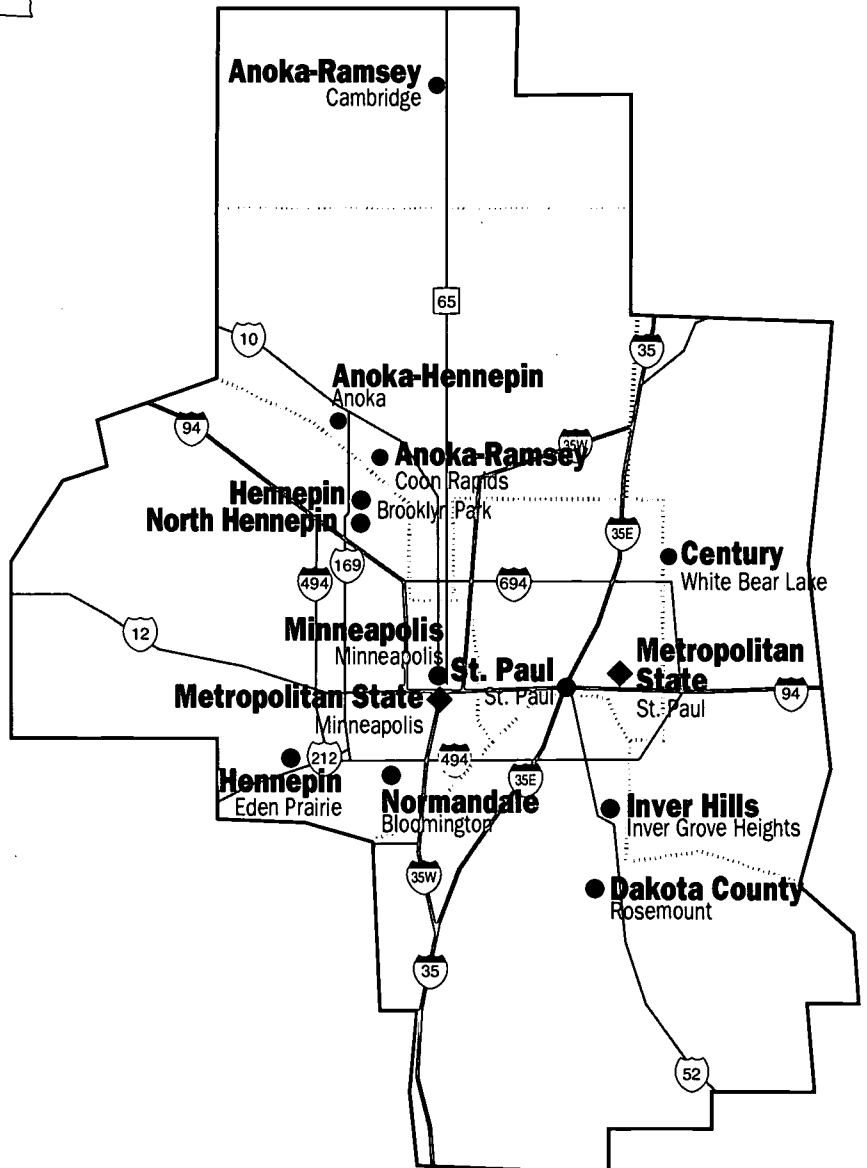 Anoka-Ramsey
Cambridge
65
10
35
Anoka-Hennepin
Anoka
94
35W
Anoka-Ramsey
Coon Rapids
Hennepin
Brooklyn Park
North Hennepin
35E
Century
White Bear Lake
169
494
694
12
Minneapolis
Minneapolis
St. Paul
St. Paul
Metropolitan
State
St. Paul
Metropolitan State
Minneapolis
94
212
494
Hennepin
Eden Prairie
35E
Normandale
Bloomington
Inver Hills
Inver Grove Heights
35W
Dakota County
Rosemount
35
52